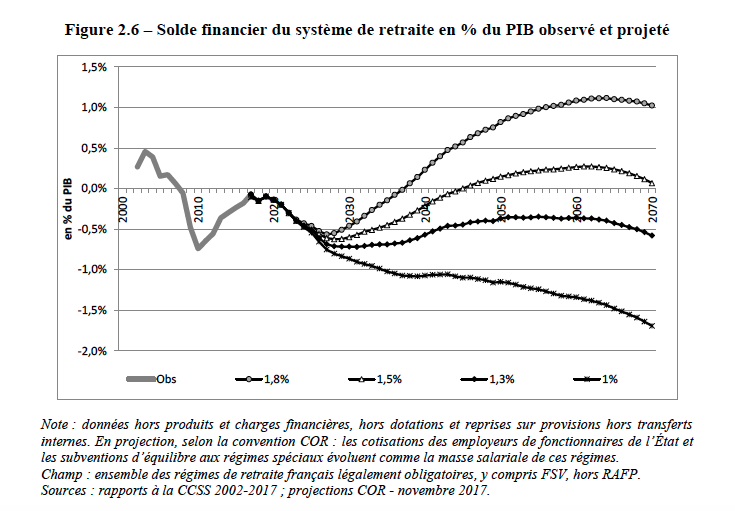 Figure 2.6 – Solde financier du système de retraite en % du PIB observé et projeté
1,5%
1,0%
0,5%
0,0%
-0,5%
-1,0%
-1,5%
-2,0%
en % du PIB
2000
2010
2020
2030
2040
2050
2060
2070
Obs
1,8%
1,5%
1,3%
1%
Note : données hors produits et charges financières, hors dotations et reprises sur provisions hors transferts
internes. En projection, selon la convention COR : les cotisations des employeurs de fonctionnaires de l’État et
les subventions d’équilibre aux régimes spéciaux évoluent comme la masse salariale de ces régimes.
Champ : ensemble des régimes de retraite français légalement obligatoires, y compris FSV, hors RAFP.
Sources : rapports à la CCSS 2002-2017 ; projections COR - novembre 2017.